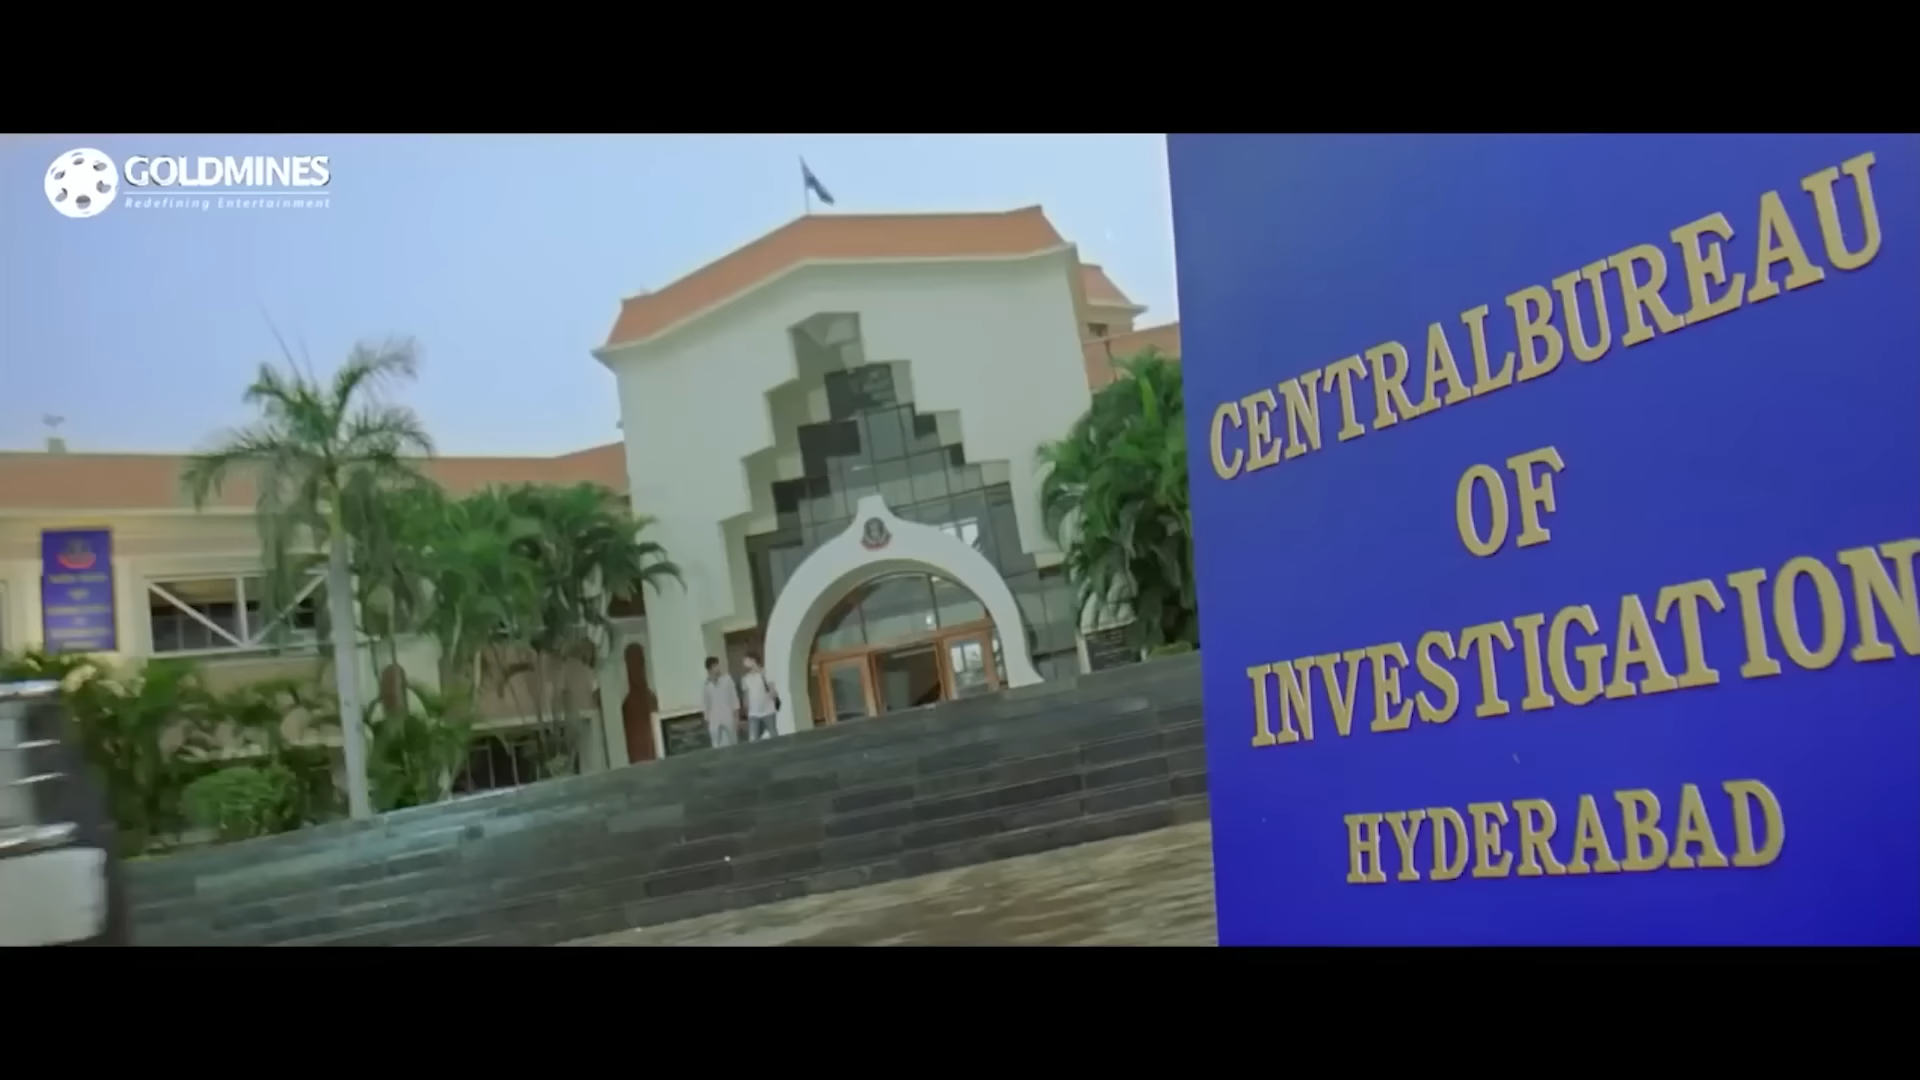 GOLDMINES
Redefining Entertainment
CENTRALBUREAU
OF
INVESTIGATION
HYDERABAD